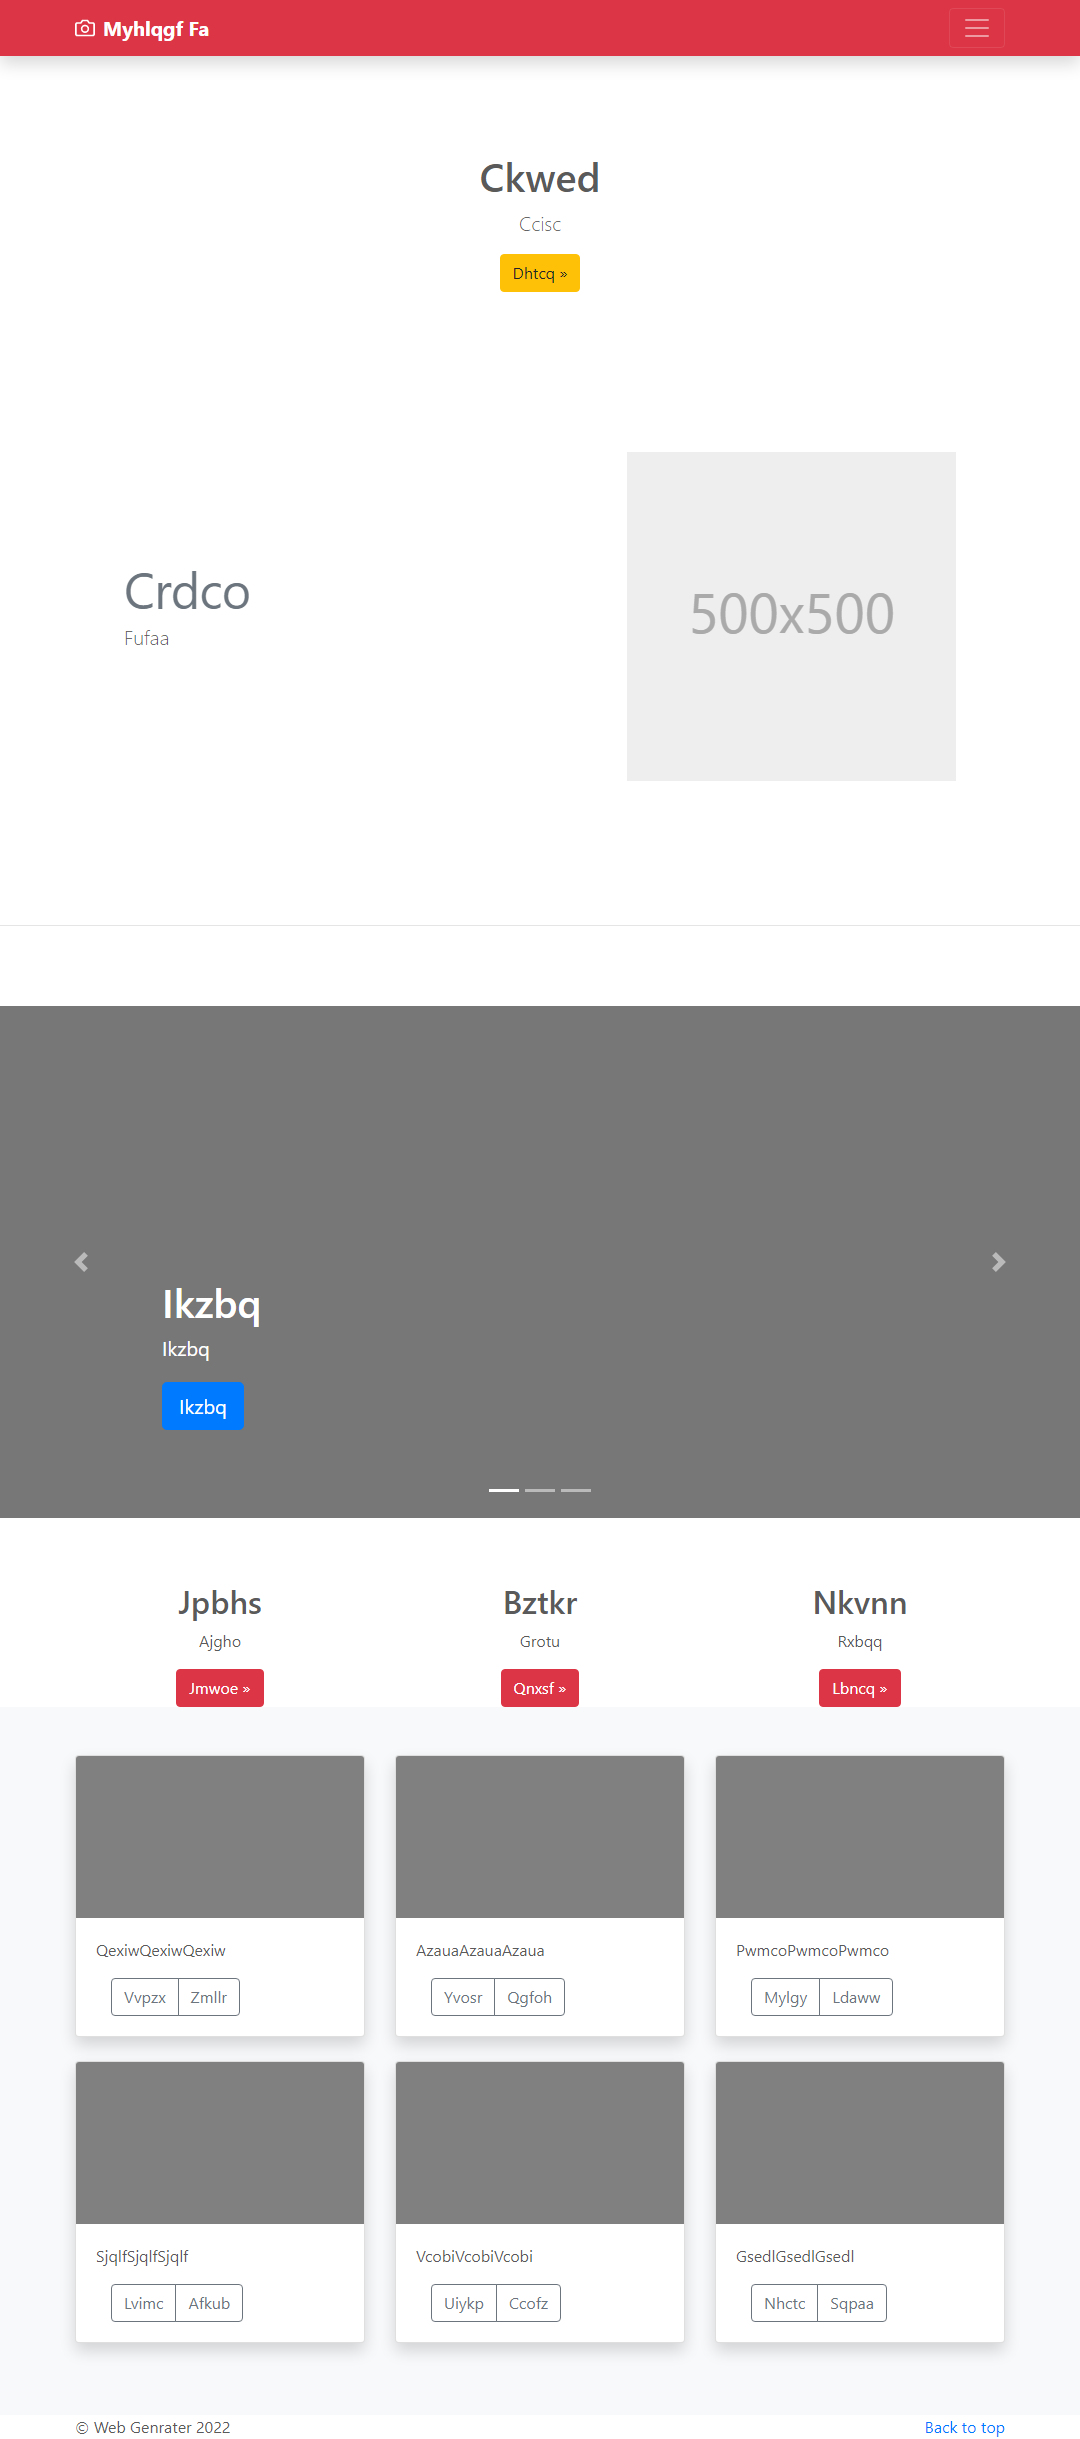 Myhlqgf Fa
Ckwed
Ccisc
Dhtcq »
Crdco
Fufaa
500x500
Ikzbq
Ikzbq
Ikzbq
Jpbhs
Ajgho
Jmwoe »
Bztkr
Grotu
Qnxsf »
Nkvnn
Rxbqq
Lbncq »
QexiwQexiwQexiw
Vvpzx Zmllr
AzauaAzauaAzaua
Yvosr Qgfoh
PwmcoPwmcoPwmco
Mylgy Ldaww
SjqlfSjqlfSjqlf
Lvimc Afkub
VcobiVcobiVcobi
Uiykp Ccofz
GsedlGsedlGsedl
Nhctc Sqpaa
© Web Genrater 2022
Back to top